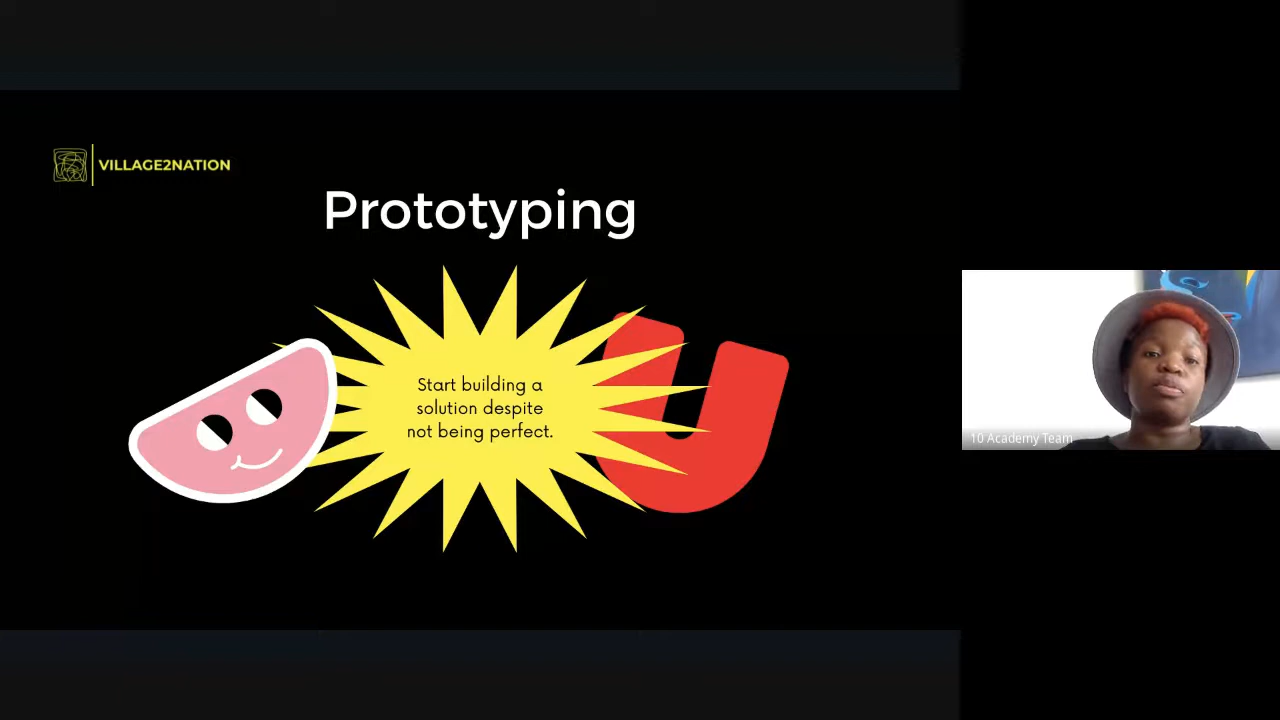 VILLAGE2NATION
Prototyping
Start building a
solution despite
not being perfect.
10 Academy Team